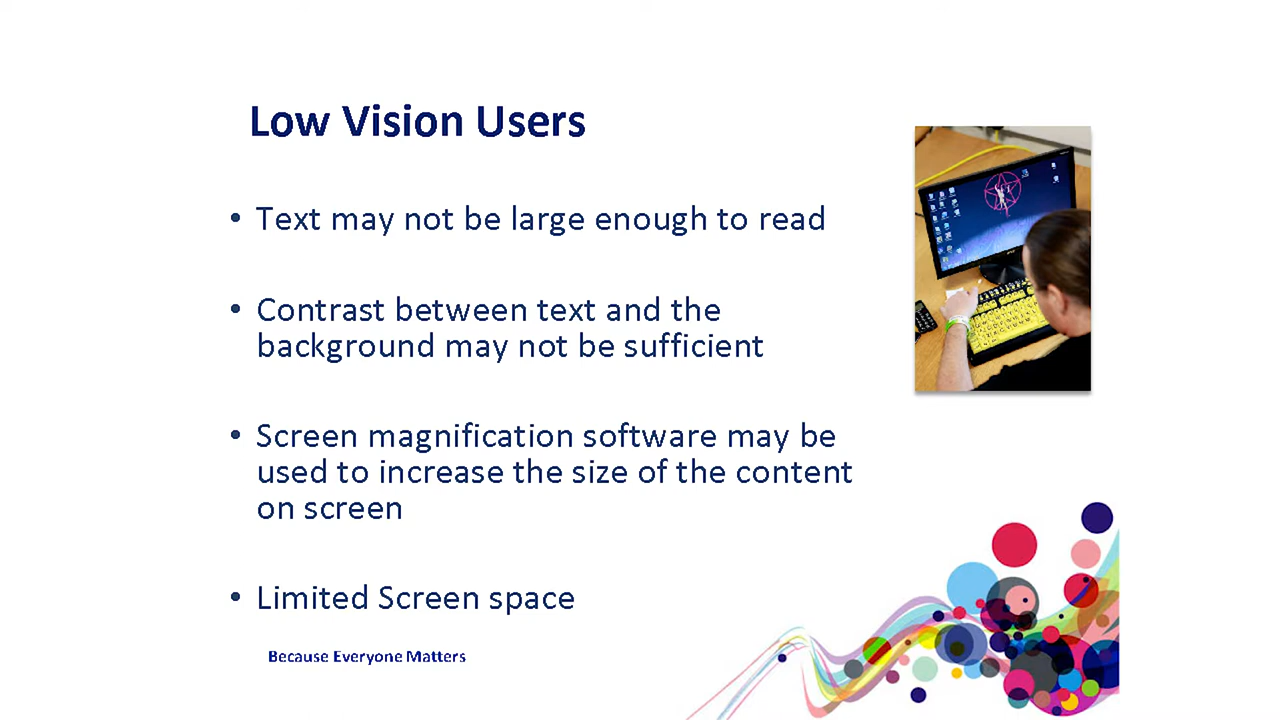 Low Vision Users
• Text may not be large enough to read
• Contrast between text and the
background may not be sufficient
• Screen magnification software may be
used to increase the size of the content
on screen
• Limited Screen space
Because Everyone Matters